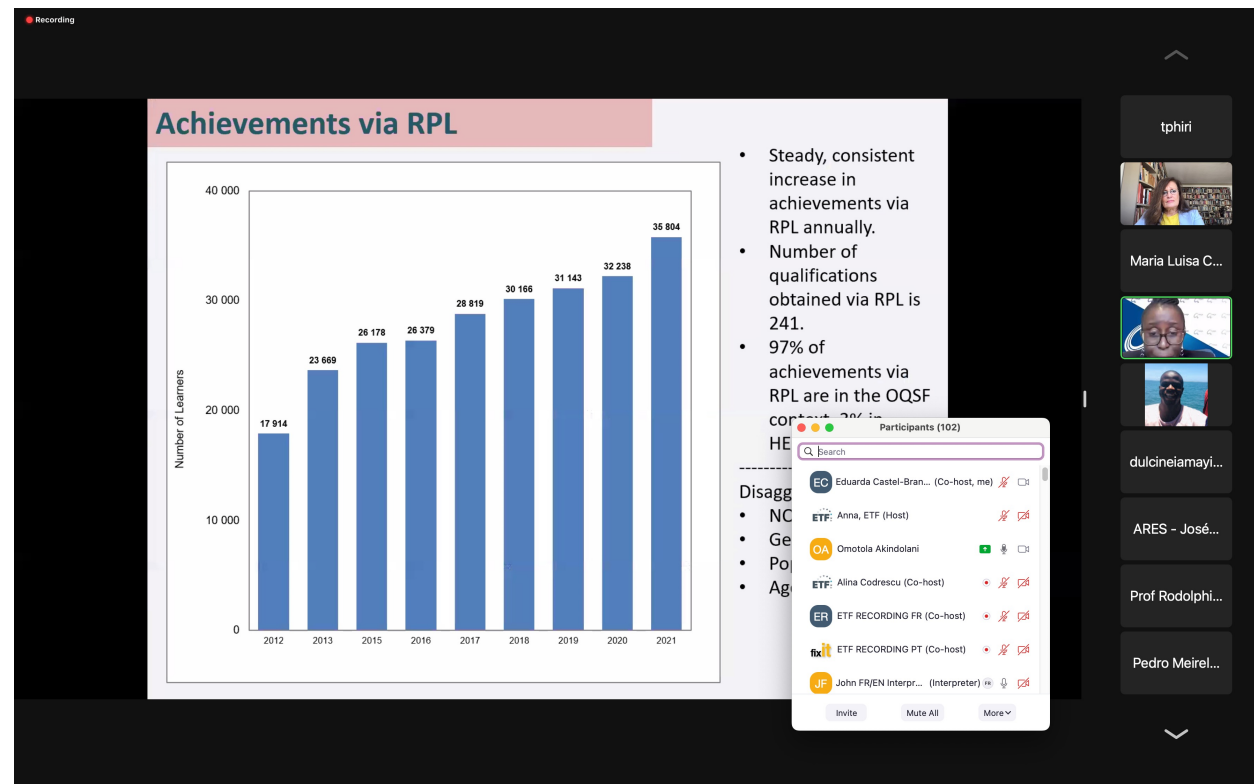 Recording
Achievements via RPL
Number of Learners
40 000
30 000
20 000
10 000
0
17 914
23 669
26 178
26 379
28 819
30 166
31 143
32 238
35 804
2012
2013
2015
2016
2017
2018
2019
2020
2021
• Steady, consistent
increase in
achievements via
RPL annually.
• Number of
qualifications
obtained via RPL is
241.
• 97% of
achievements via
RPL are in the OQSF
HE
Disagg
• NC
• Ge
• Pop
• Age
Participants (102)
Search
EC Eduarda Castel-Bran... (Co-host, me)
ETF Anna, ETF (Host)
OA Omotola Akindolani
ETF Alina Codrescu (Co-host)
ER ETF RECORDING FR (Co-host)
fixit ETF RECORDING PT (Co-host)
JF John FR/EN Interpr... (Interpreter) FR
Invite
Mute All
More
tphiri
Maria Luisa C...
dulcineiamayi...
ARES - José...
Prof Rodolphi...
Pedro Meirel...